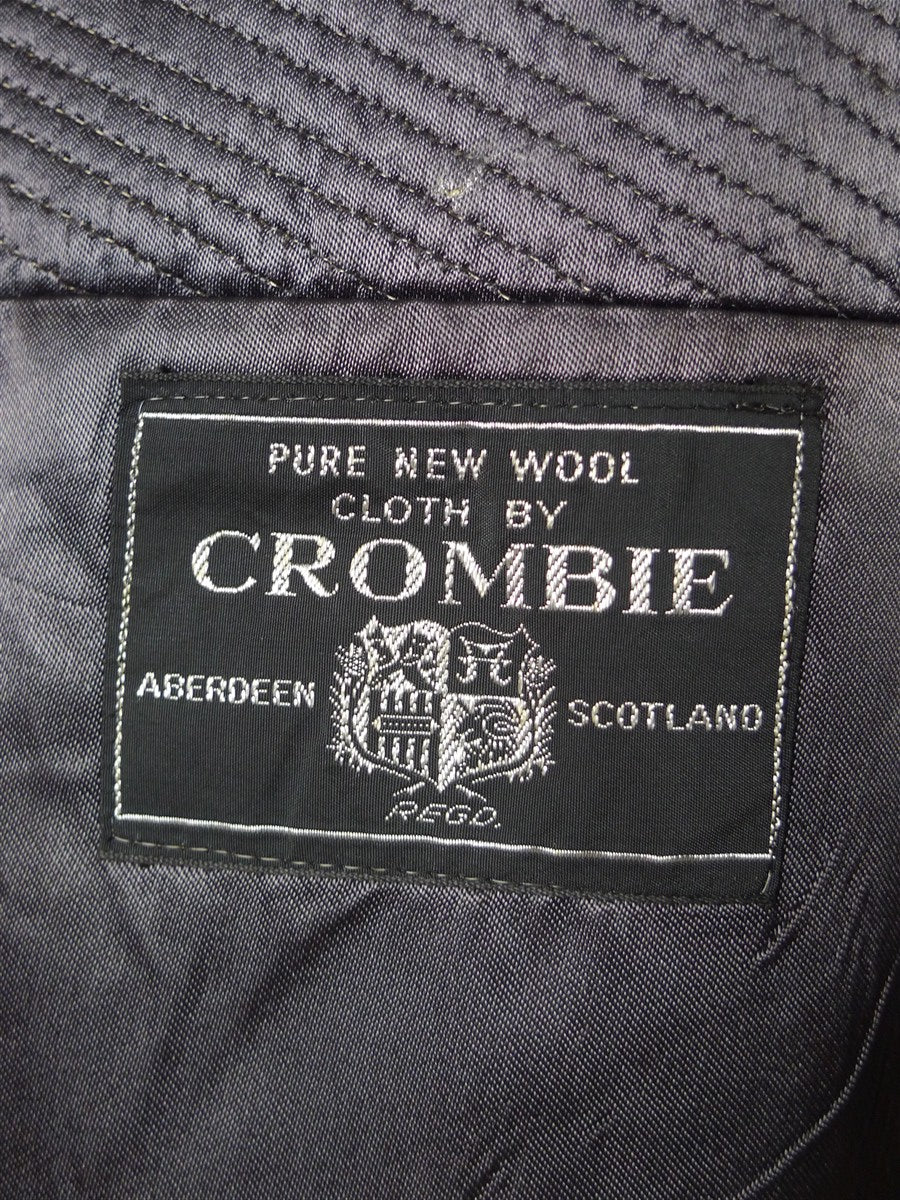 PURE NEW WOOL
CLOTH BY
CROMBIE
ABERDEEN SCOTLAND
REGD.